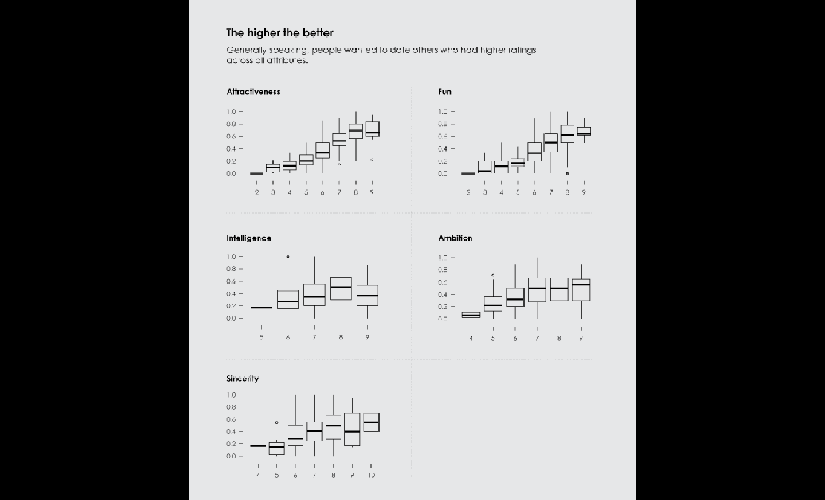 The higher the better
Generally speaking, people wanted to date others who had higher ratings
across all attributes.
Attractiveness
1.0
0.8
0.6
0.4
0.2
0.0
2 3 4 5 6 7 8 9
Fun
1.0
0.8
0.6
0.4
0.2
0.0
2 3 4 5 6 7 8 9
Intelligence
1.0
0.8
0.6
0.4
0.2
0.0
5 6 7 8 9
Ambition
1.0
0.8
0.6
0.4
0.2
0.0
4 5 6 7 8 9
Sincerity
1.0
0.8
0.6
0.4
0.2
0.0
5 6 8 9 10